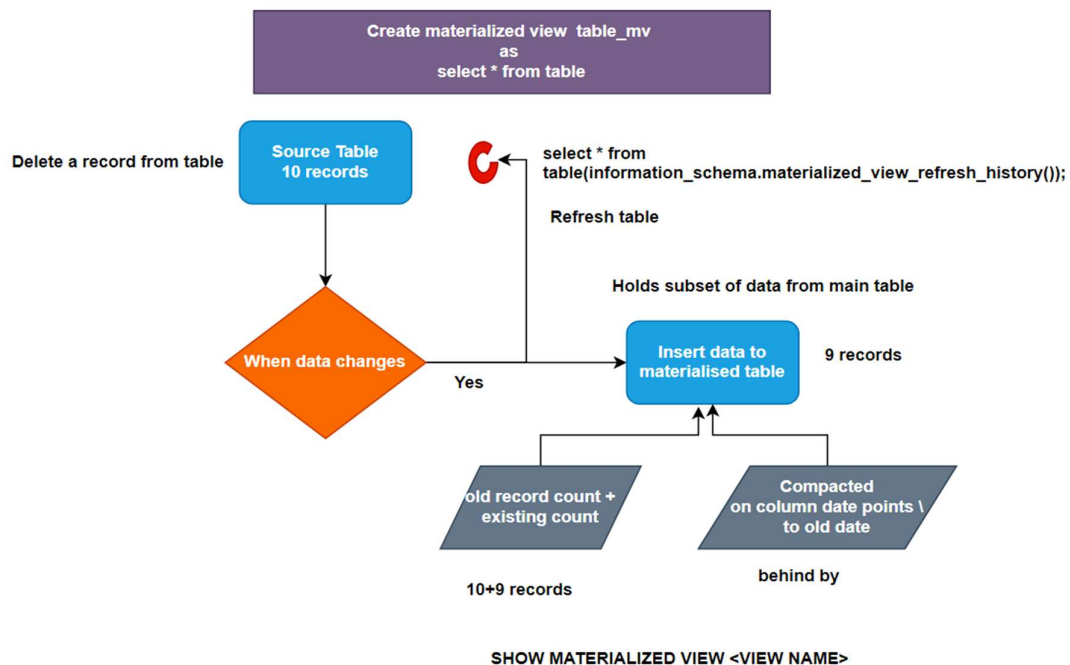 Create materialized view table_mv
as
select * from table
Delete a record from table
Source Table
10 records
select * from
table(information_schema.materialized_view_refresh_history());
Refresh table
Holds subset of data from main table
When data changes
Yes
Insert data to
materialised table
9 records
old record count +
existing count
Compacted
on column date points \
to old date
10+9 records
behind by
SHOW MATERIALIZED VIEW <VIEW NAME>